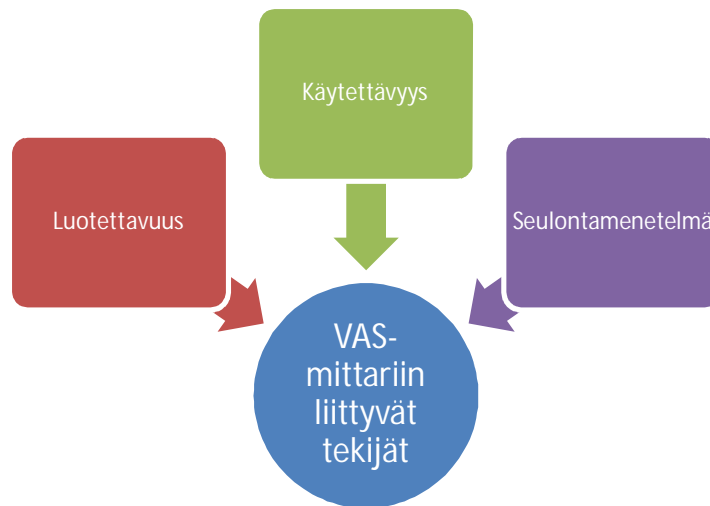 Käytettävyys
Luotettavuus
Seulontamenetelmä
VAS-
mittariin
liittyvät
tekijät